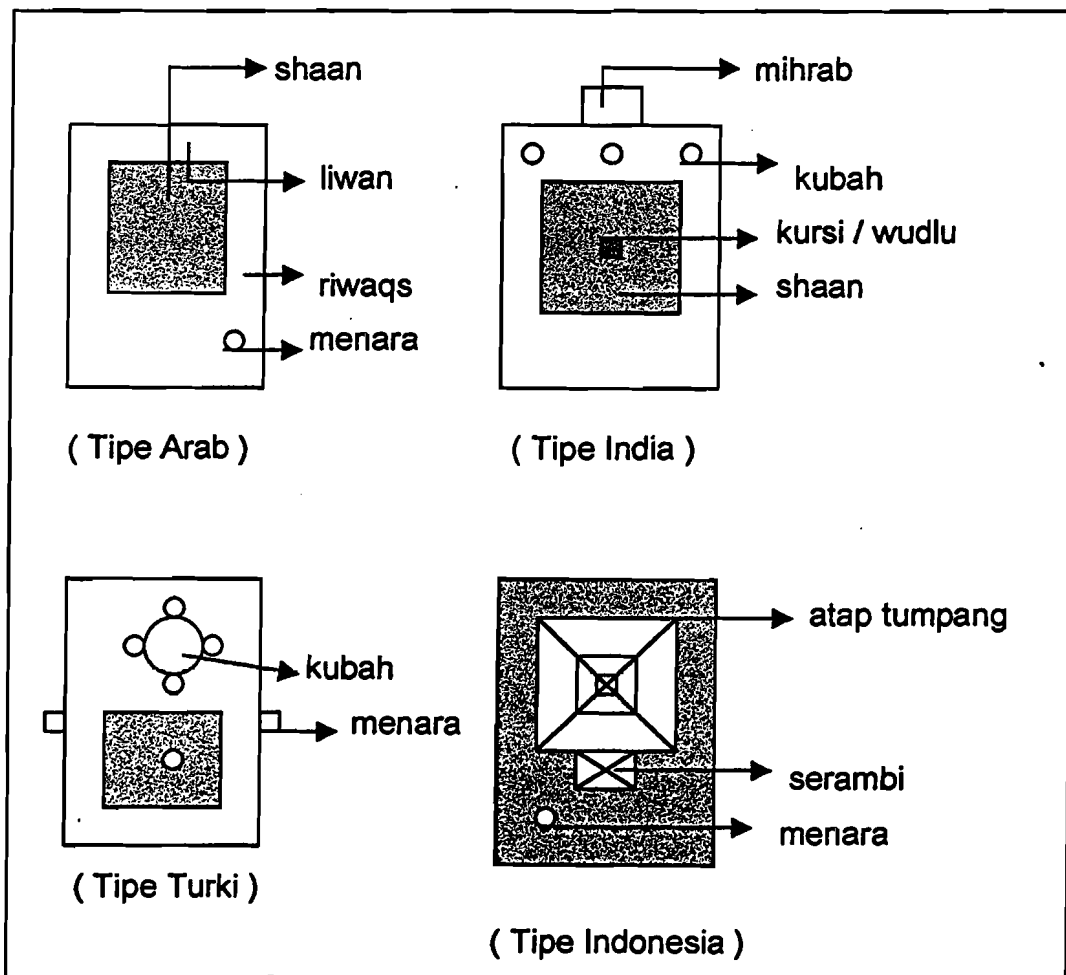 shaan
liwan
riwaqs
menara
( Tipe Arab )
mihrab
kubah
kursi / wudlu
shaan
( Tipe India )
kubah
menara
( Tipe Turki )
atap tumpang
serambi
menara
( Tipe Indonesia )